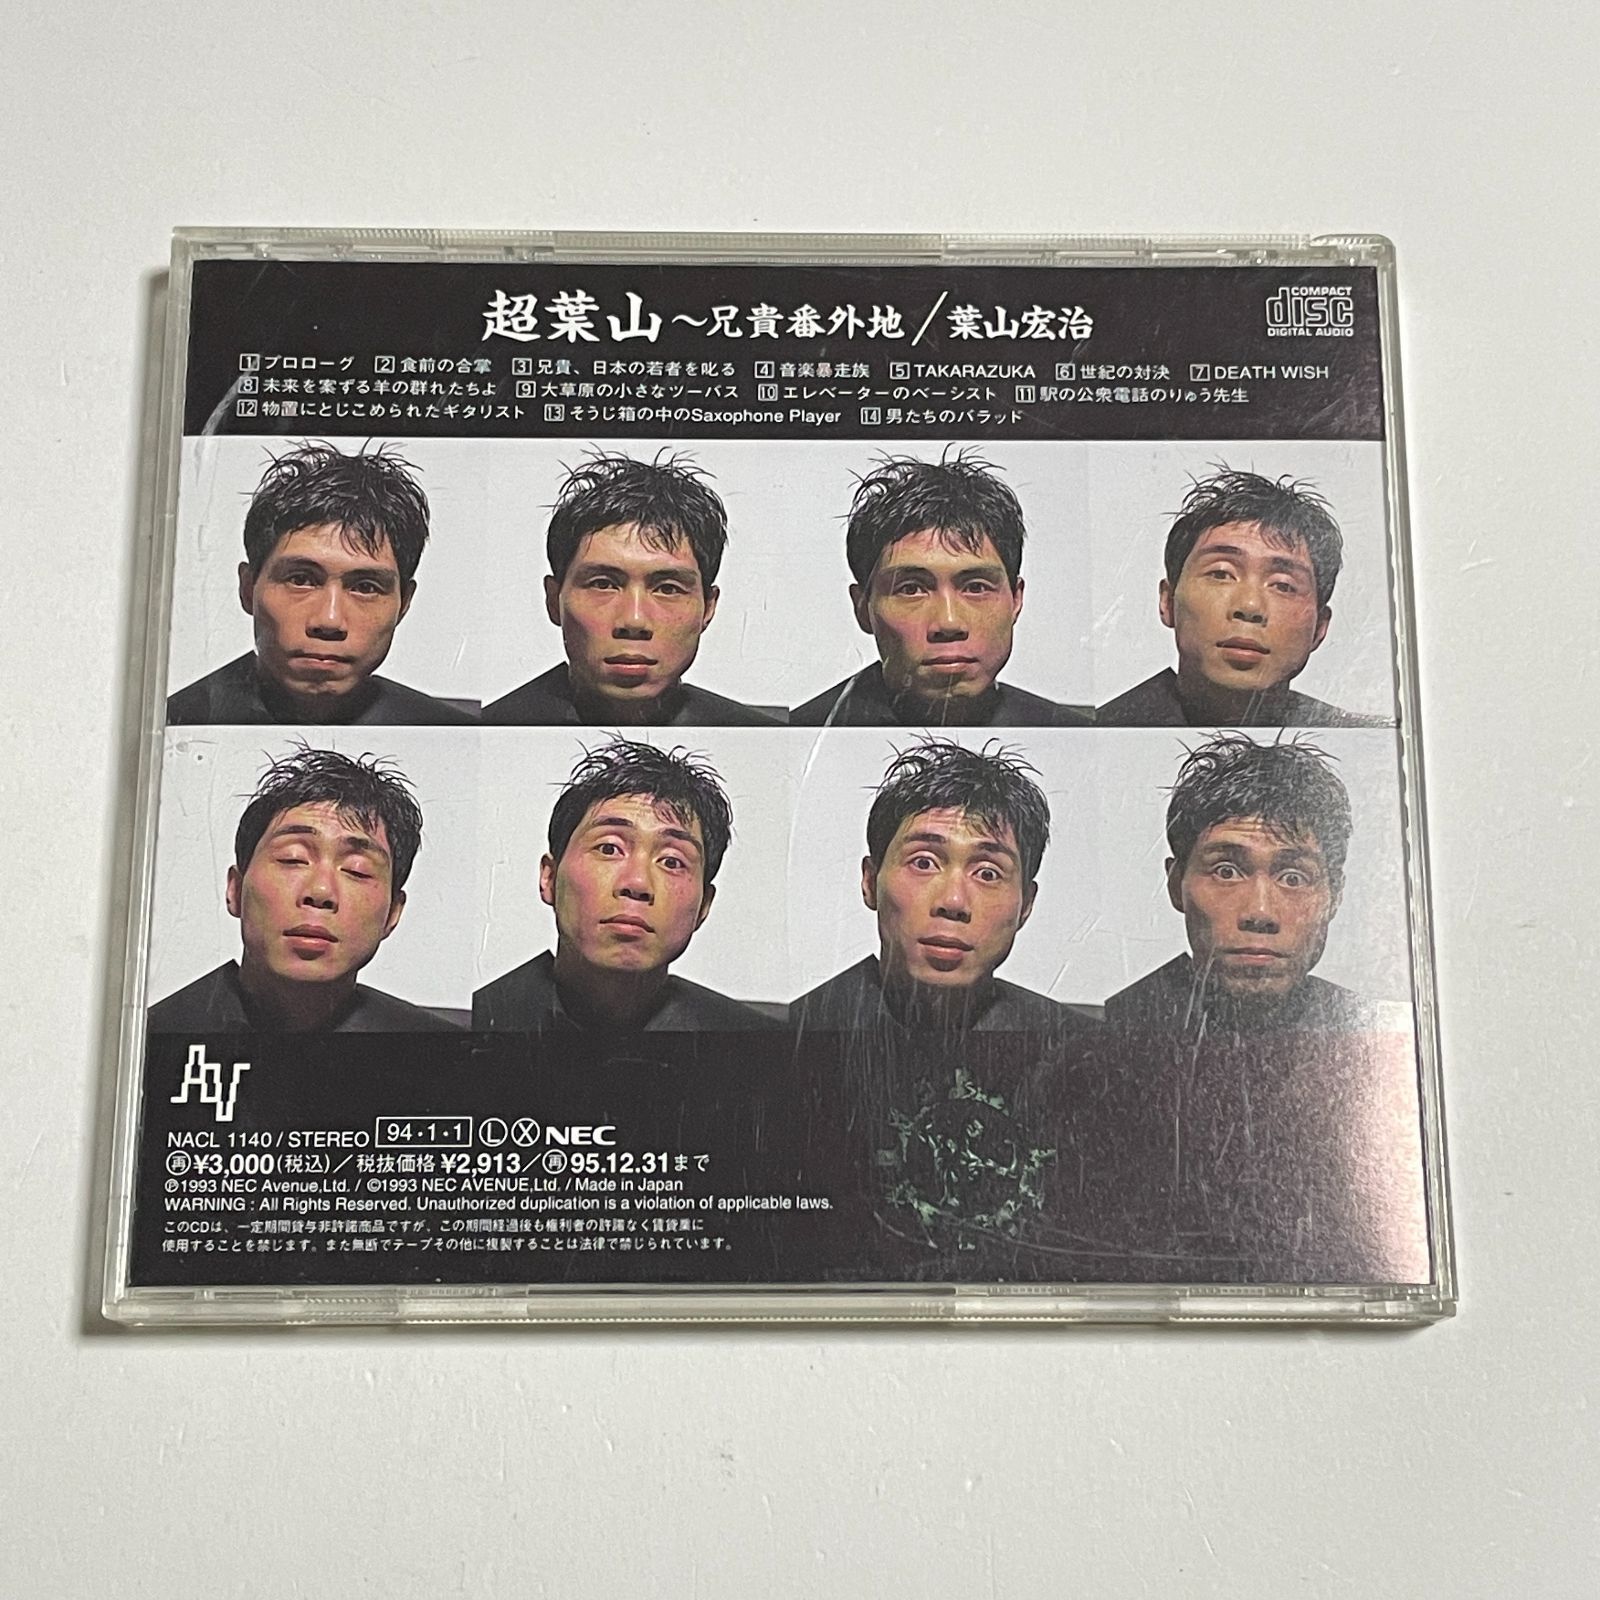 超葉山～兄貴番外地／葉山宏治
COMPACT
disc
DIGITAL AUDIO
1 プロローグ 2 食前の合掌 3 兄貴、日本の若者を叱る 4 音楽暴走族 5 TAKARAZUKA 6 世紀の対決 7 DEATH WISH
8 未来を案ずる羊の群れたちよ 9 大草原の小さなツーバス 10 エレベーターのベーシスト 11 駅の公衆電話のりゅう先生
12 物置にとじこめられたギタリスト 13 そうじ箱の中のSaxophone Player 14 男たちのバラッド
AV
NACL 1140 / STEREO 94・1・1 Ⓛ Ⓧ NEC
㊢¥3,000(税込)／税抜価格 ¥2,913／再95.12.31まで
Ⓟ1993 NEC Avenue,Ltd. / ©1993 NEC AVENUE,Ltd. / Made in Japan
WARNING : All Rights Reserved. Unauthorized duplication is a violation of applicable laws.
このCDは、一定期間貸与非許諾商品ですが、この期間経過後も権利者の許諾なく賃貸業に
使用することを禁じます。また無断でテープその他に複製することは法律で禁じられています。